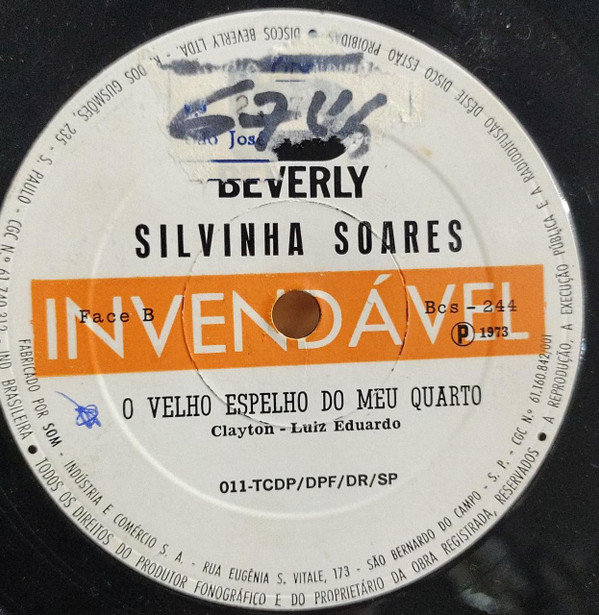 São José
BEVERLY
SILVINHA SOARES
INVENDÁVEL
Face B
Bcs - 244
P 1973
O VELHO ESPELHO DO MEU QUARTO
Clayton - Luiz Eduardo
011-TCDP/DPF/DR/SP
FABRICADO POR SOM - INDÚSTRIA E COMÉRCIO S. A. - RUA EUGÊNIA S. VITALE, 173 - SÃO BERNARDO DO CAMPO - S. P. - CGC N.º 61.160.842/001
TODOS OS DIREITOS DO PRODUTOR FONOGRÁFICO E DO PROPRIETÁRIO DA OBRA REGISTRADA, RESERVADOS ● A REPRODUÇÃO, A EXECUÇÃO PÚBLICA E A RADIODIFUSÃO DÊSTE DISCO ESTÃO PROIBIDAS ● DISCOS BEVERLY LTDA. - R. DOS GUSMÕES, 235 - S. PAULO - CGC N.º BRASILEIRA ●